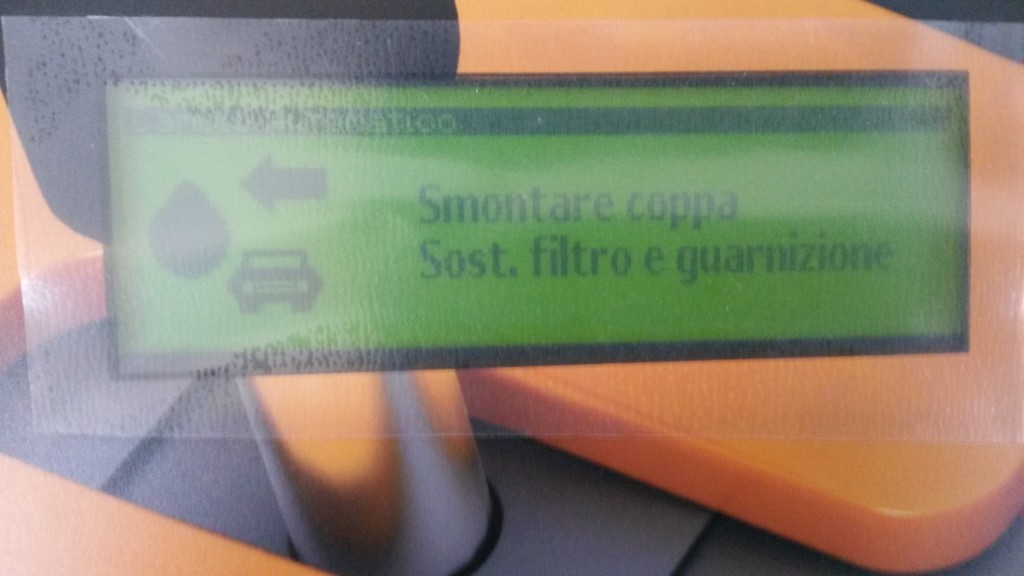 Smontare coppa
Sost. filtro e guarnizione